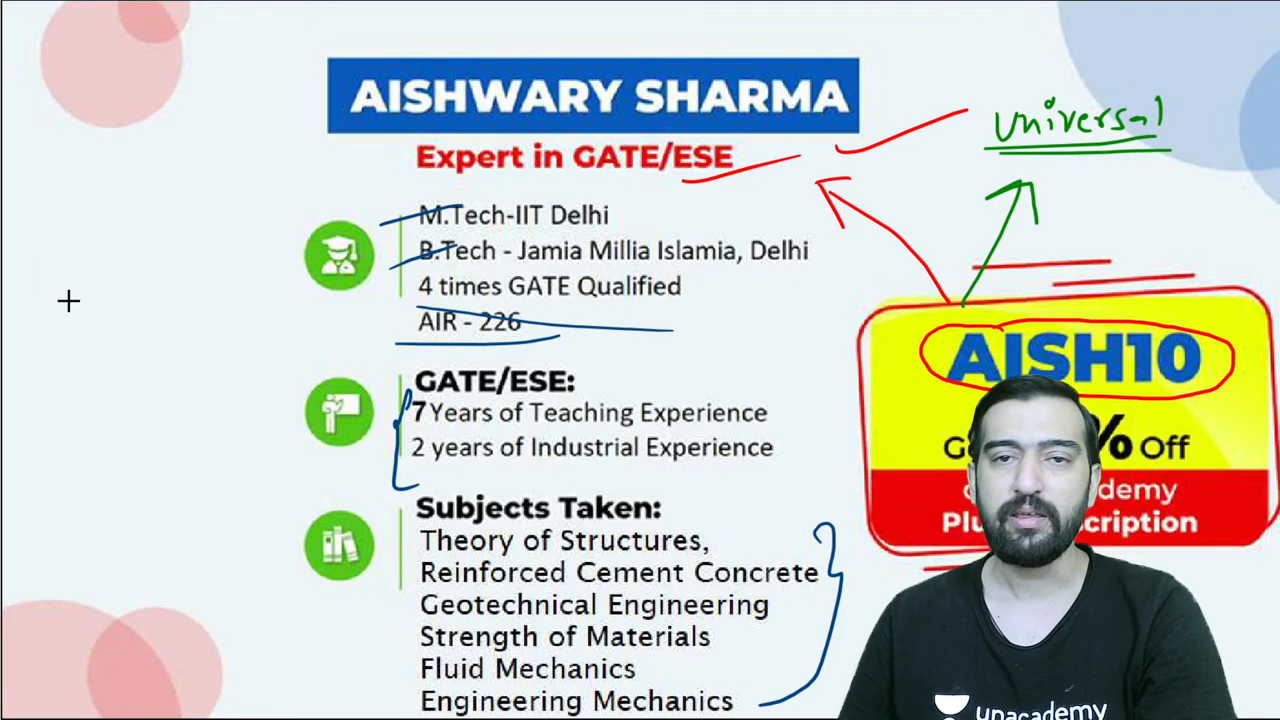 AISHWARY SHARMA
Expert in GATE/ESE
universal
M.Tech-IIT Delhi
B.Tech - Jamia Millia Islamia, Delhi
4 times GATE Qualified
AIR - 226
GATE/ESE:
7 Years of Teaching Experience
2 years of Industrial Experience
Subjects Taken:
Theory of Structures,
Reinforced Cement Concrete
Geotechnical Engineering
Strength of Materials
Fluid Mechanics
Engineering Mechanics
AISH10
% Off
unacademy